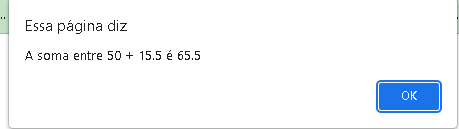 Essa página diz
A soma entre 50 + 15.5 é 65.5
OK